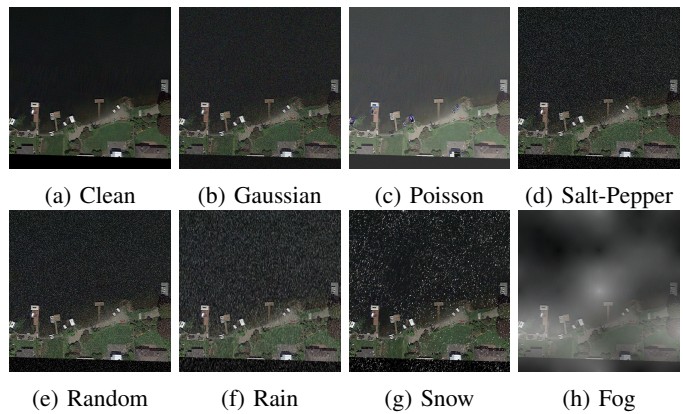 (a) Clean (b) Gaussian (c) Poisson (d) Salt-Pepper
(e) Random (f) Rain (g) Snow (h) Fog